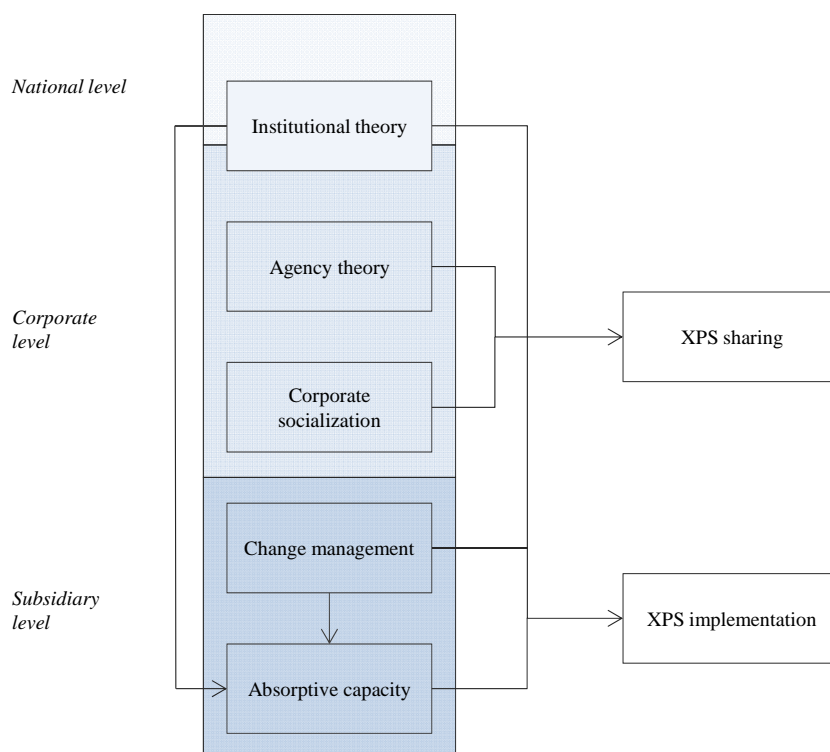 National level
Institutional theory
Agency theory
Corporate
level
XPS sharing
Corporate
socialization
Change management
Subsidiary
level
XPS implementation
Absorptive capacity